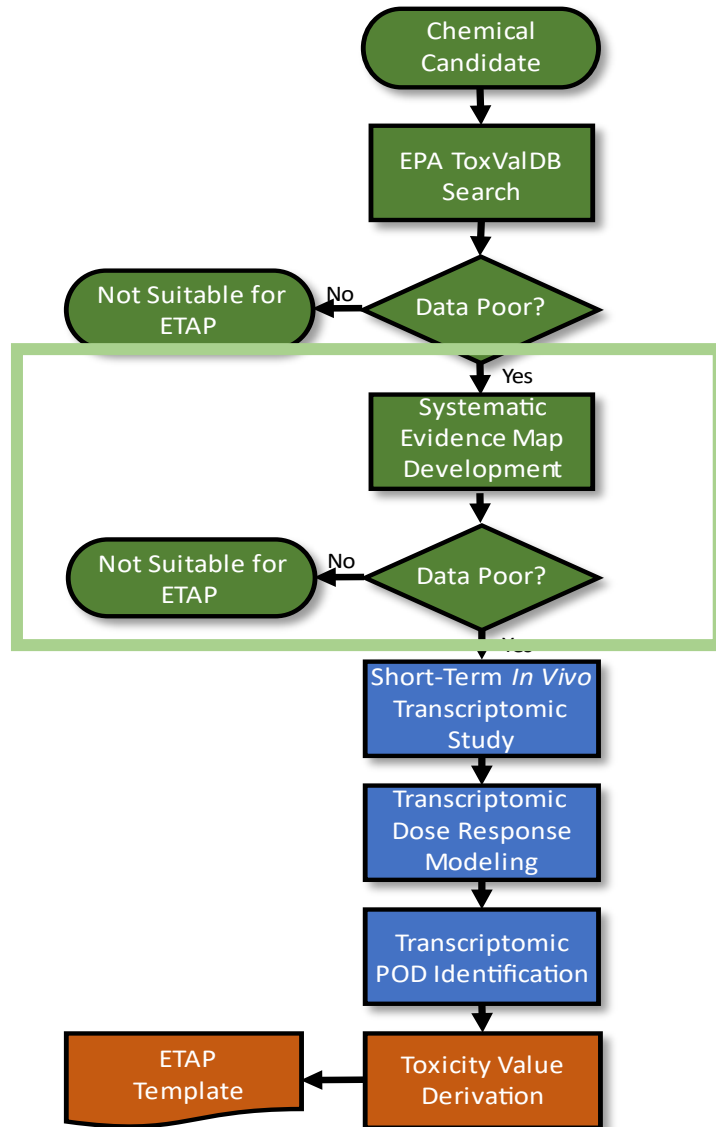 Chemical
Candidate
EPA ToxValDB
Search
Not Suitable for
ETAP
No
Data Poor?
Yes
Systematic
Evidence Map
Development
Not Suitable for
ETAP
No
Data Poor?
Yes
Short-Term In Vivo
Transcriptomic
Study
Transcriptomic
Dose Response
Modeling
Transcriptomic
POD Identification
ETAP
Template
Toxicity Value
Derivation